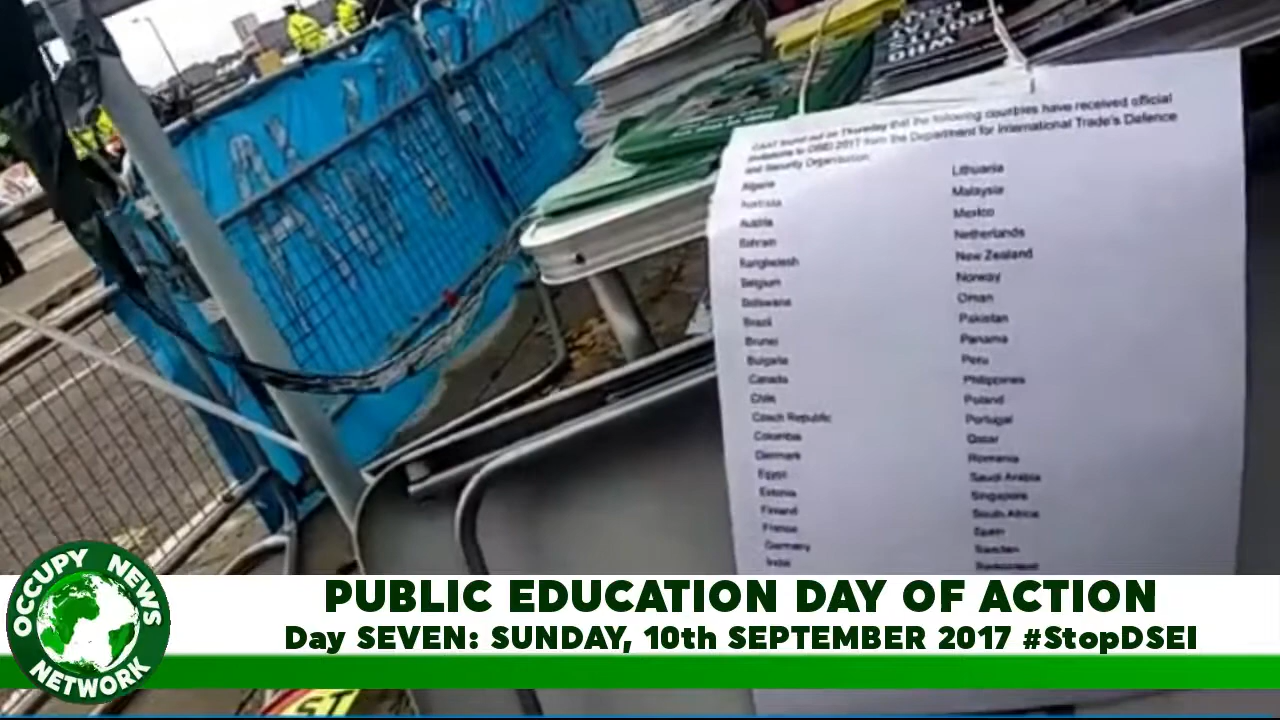 CAAT found out on Thursday that the following countries have received official
invitations to DSEI 2017 from the Department for International Trade's Defence
and Security Organisation:
Algeria
Australia
Austria
Bahrain
Bangladesh
Belgium
Botswana
Brazil
Brunei
Bulgaria
Canada
Chile
Czech Republic
Colombia
Denmark
Egypt
Estonia
Finland
France
Germany
India
Lithuania
Malaysia
Mexico
Netherlands
New Zealand
Norway
Oman
Pakistan
Panama
Peru
Philippines
Poland
Portugal
Qatar
Romania
Saudi Arabia
Singapore
South Africa
Spain
Sweden
OCCUPY NEWS
NETWORK
PUBLIC EDUCATION DAY OF ACTION
Day SEVEN: SUNDAY, 10th SEPTEMBER 2017 #StopDSEI
ST